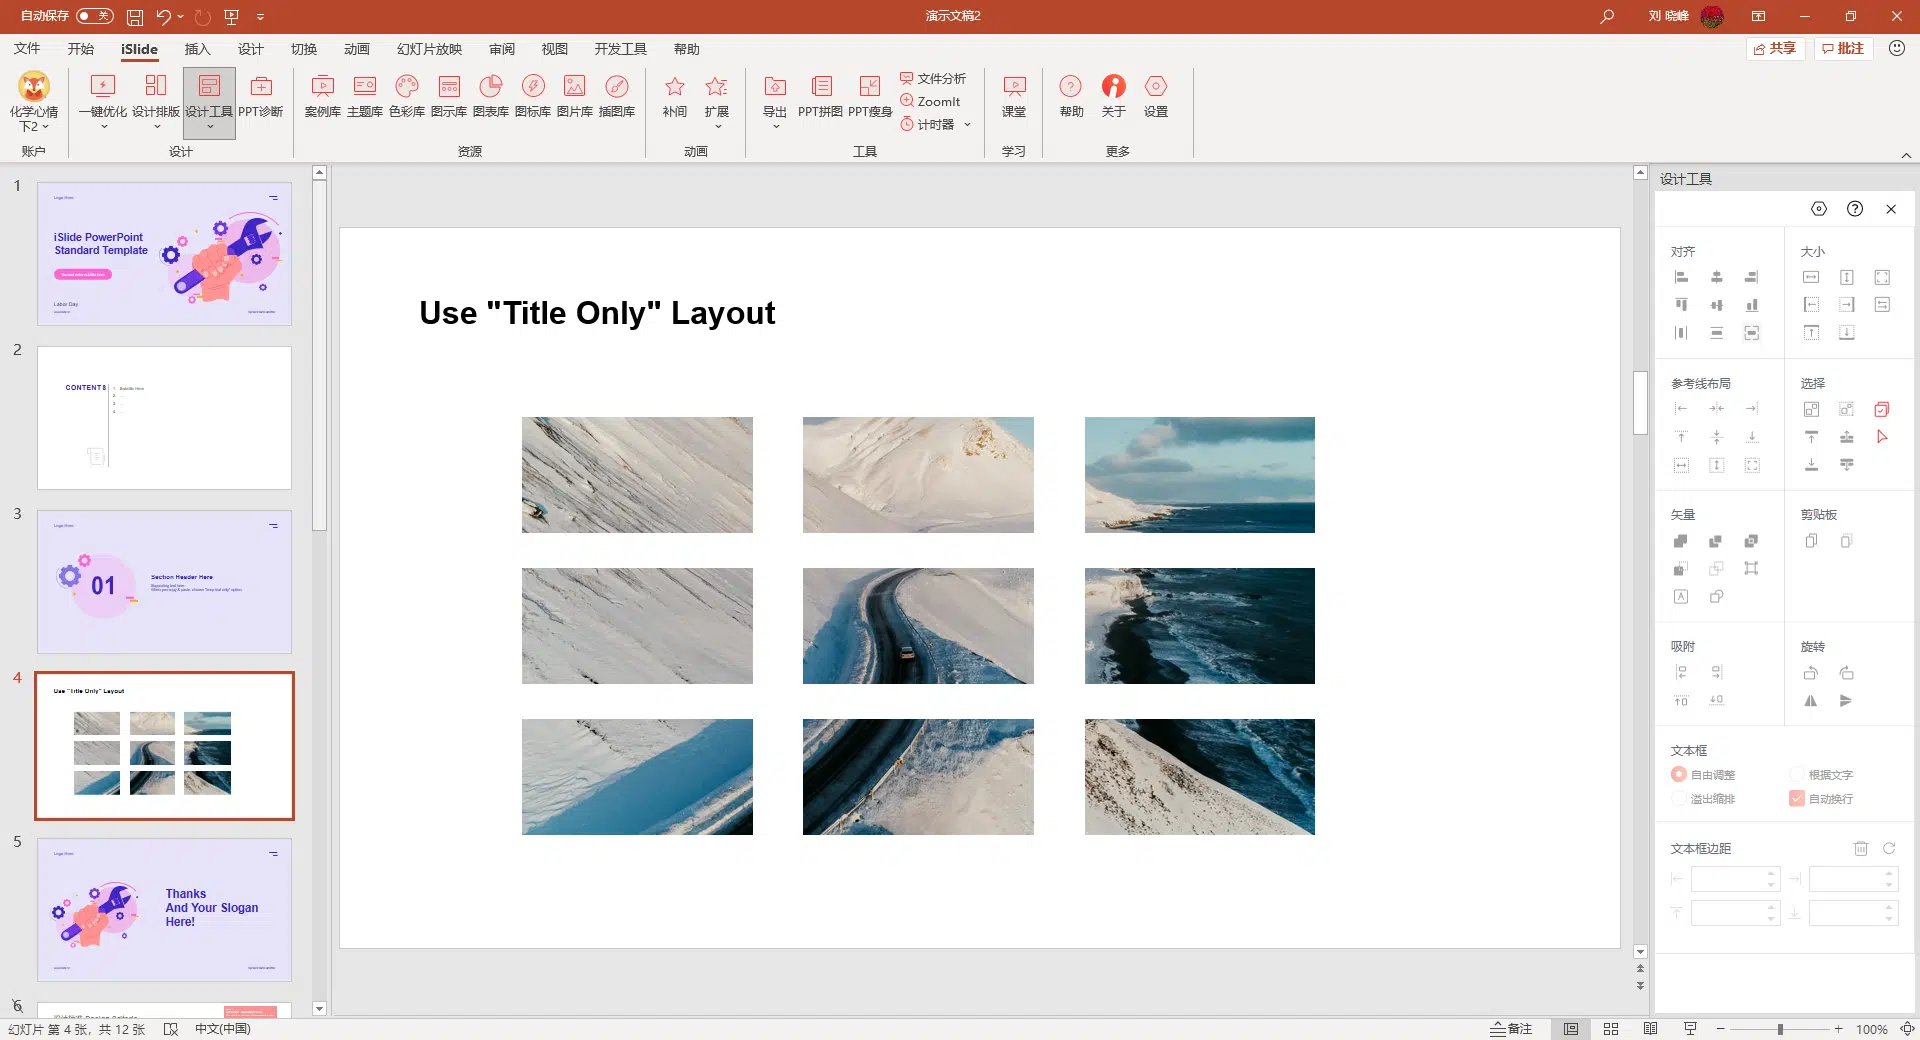 自动保存 关
演示文稿2
刘 晓峰
文件 开始 iSlide 插入 设计 切换 动画 幻灯片放映 审阅 视图 开发工具 帮助
共享 批注
化学心情
下2
一键优化 设计排版 设计工具 PPT诊断
案例库 主题库 色彩库 图示库 图表库 图标库 图片库 插图库
补间 扩展
导出 PPT拼图 PPT瘦身
文件分析
ZoomIt
计时器
课堂
帮助 关于 设置
账户 设计 资源 动画 工具 学习 更多
1
iSlide PowerPoint
Standard Template
Labor Day
2
CONTENTS
3
01
Section Header Here
4
Use "Title Only" Layout
5
Thanks
And Your Slogan
Here!
6
Use "Title Only" Layout
设计工具
对齐 大小
参考线布局 选择
矢量 剪贴板
A
吸附 旋转
文本框
自由调整 根据文字
溢出缩排 自动换行
文本框边距
幻灯片 第 4 张，共 12 张 中文(中国)
备注
100%